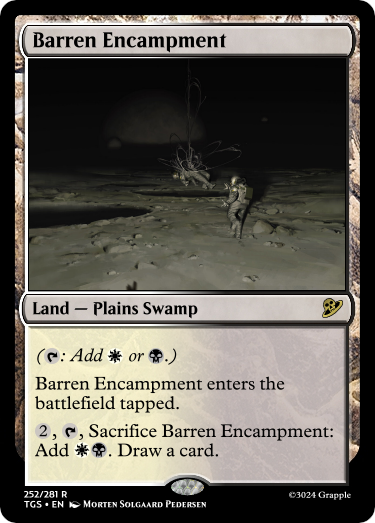 Barren Encampment
Land — Plains Swamp
(: Add or .)
Barren Encampment enters the
battlefield tapped.
2, , Sacrifice Barren Encampment:
Add . Draw a card.
252/281 R
TGS • EN Morten Solgaard Pedersen
©3024 Grapple